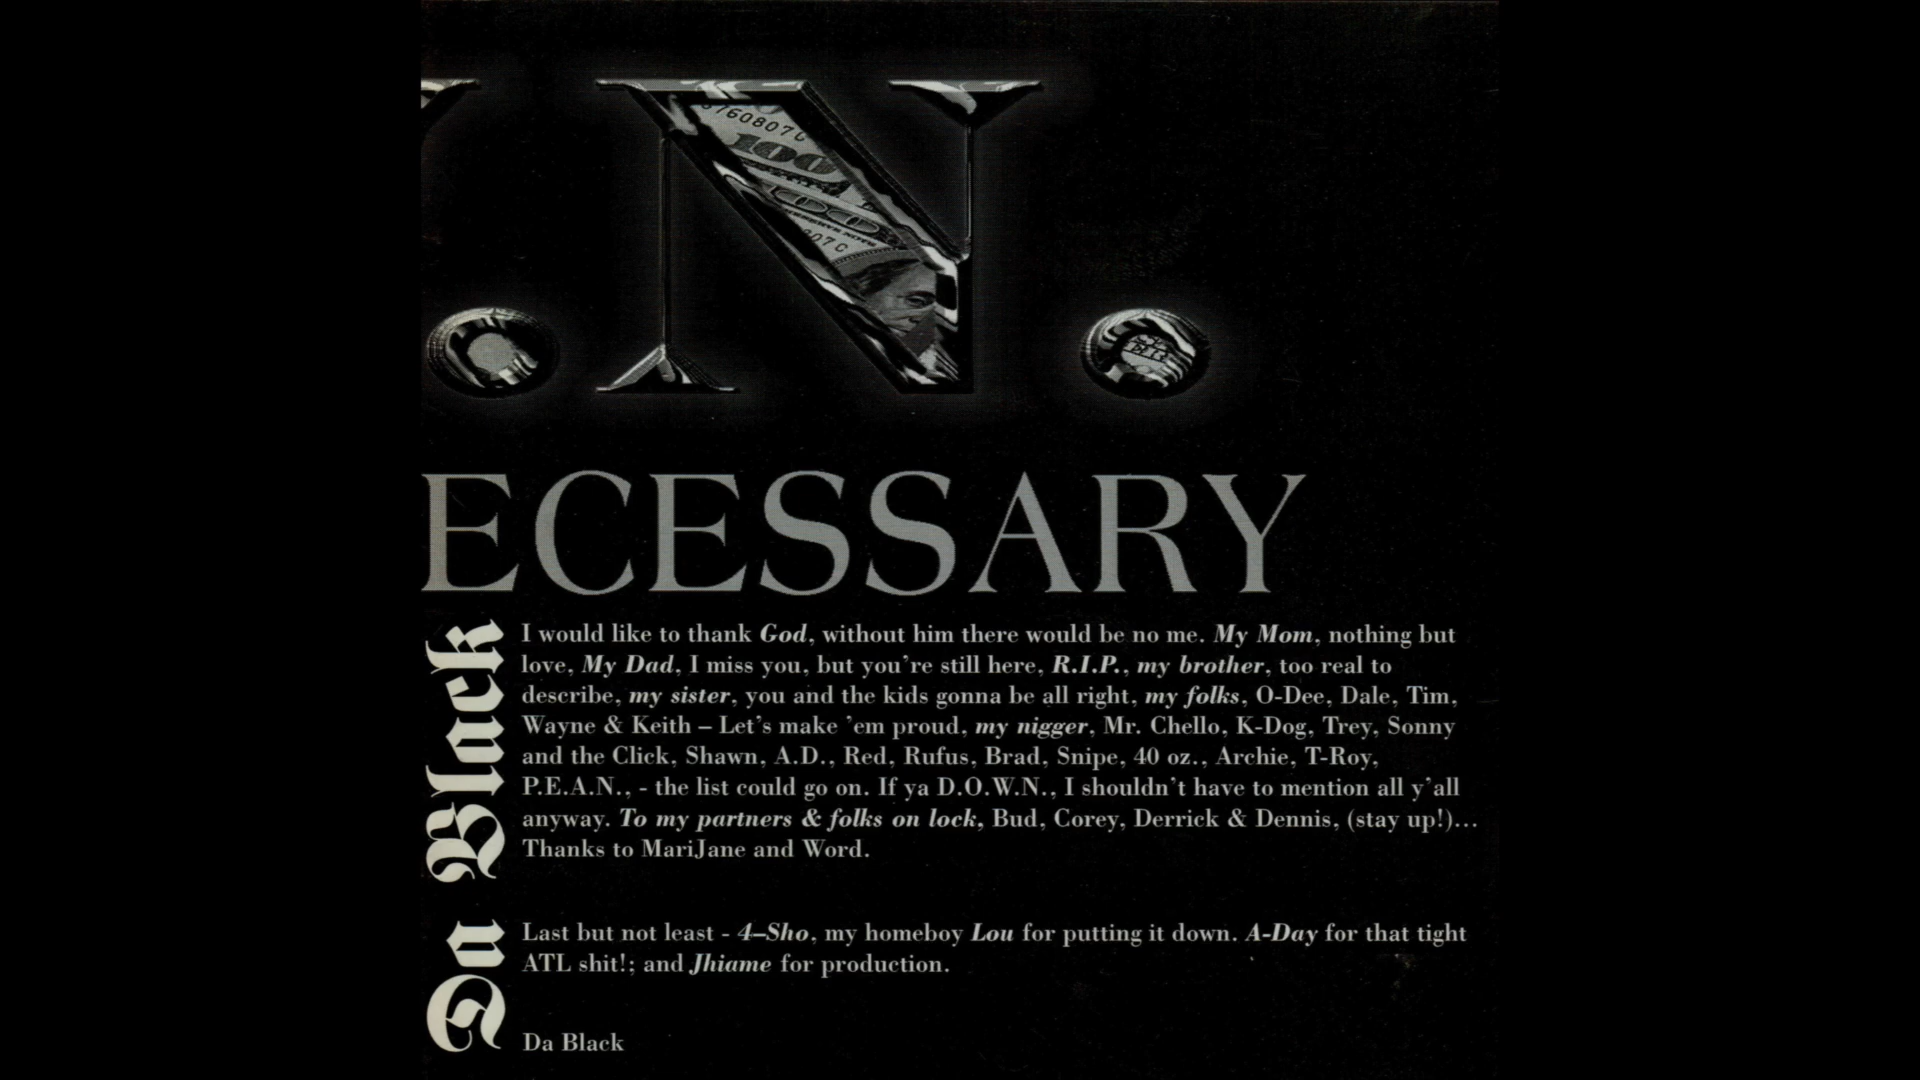 .N.
8760807C
100
807C
ECESSARY
Da Black
I would like to thank God, without him there would be no me. My Mom, nothing but
love, My Dad, I miss you, but you're still here, R.I.P., my brother, too real to
describe, my sister, you and the kids gonna be all right, my folks, O-Dee, Dale, Tim,
Wayne & Keith – Let's make 'em proud, my nigger, Mr. Chello, K-Dog, Trey, Sonny
and the Click, Shawn, A.D., Red, Rufus, Brad, Snipe, 40 oz., Archie, T-Roy,
P.E.A.N., - the list could go on. If ya D.O.W.N., I shouldn't have to mention all y'all
anyway. To my partners & folks on lock, Bud, Corey, Derrick & Dennis, (stay up!)...
Thanks to MariJane and Word.
Last but not least - 4–Sho, my homeboy Lou for putting it down. A-Day for that tight
ATL shit!; and Jhiame for production.
Da Black